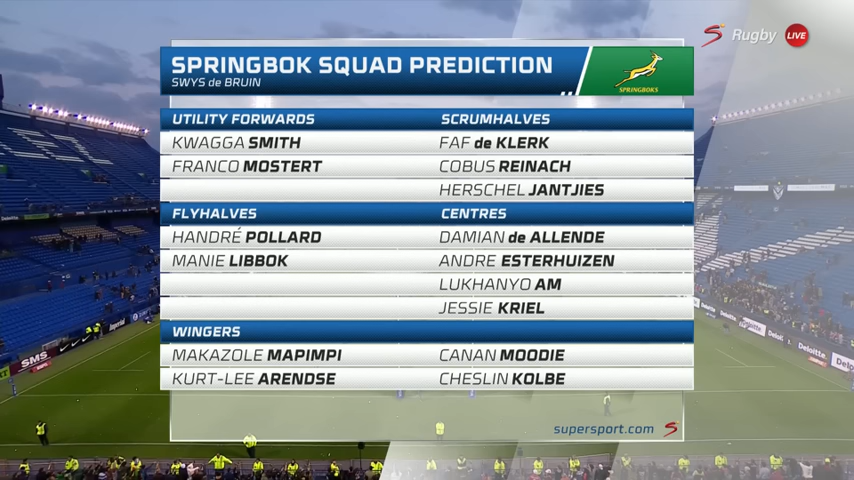 Rugby LIVE
SPRINGBOK SQUAD PREDICTION
SWYS de BRUIN
SPRINGBOKS
UTILITY FORWARDS
KWAGGA SMITH
FRANCO MOSTERT
SCRUMHALVES
FAF de KLERK
COBUS REINACH
HERSCHEL JANTJIES
FLYHALVES
HANDRÉ POLLARD
MANIE LIBBOK
CENTRES
DAMIAN de ALLENDE
ANDRE ESTERHUIZEN
LUKHANYO AM
JESSIE KRIEL
WINGERS
MAKAZOLE MAPIMPI
CANAN MOODIE
KURT-LEE ARENDSE
CHESLIN KOLBE
SMS
Deloitte
Deloitte
supersport.com